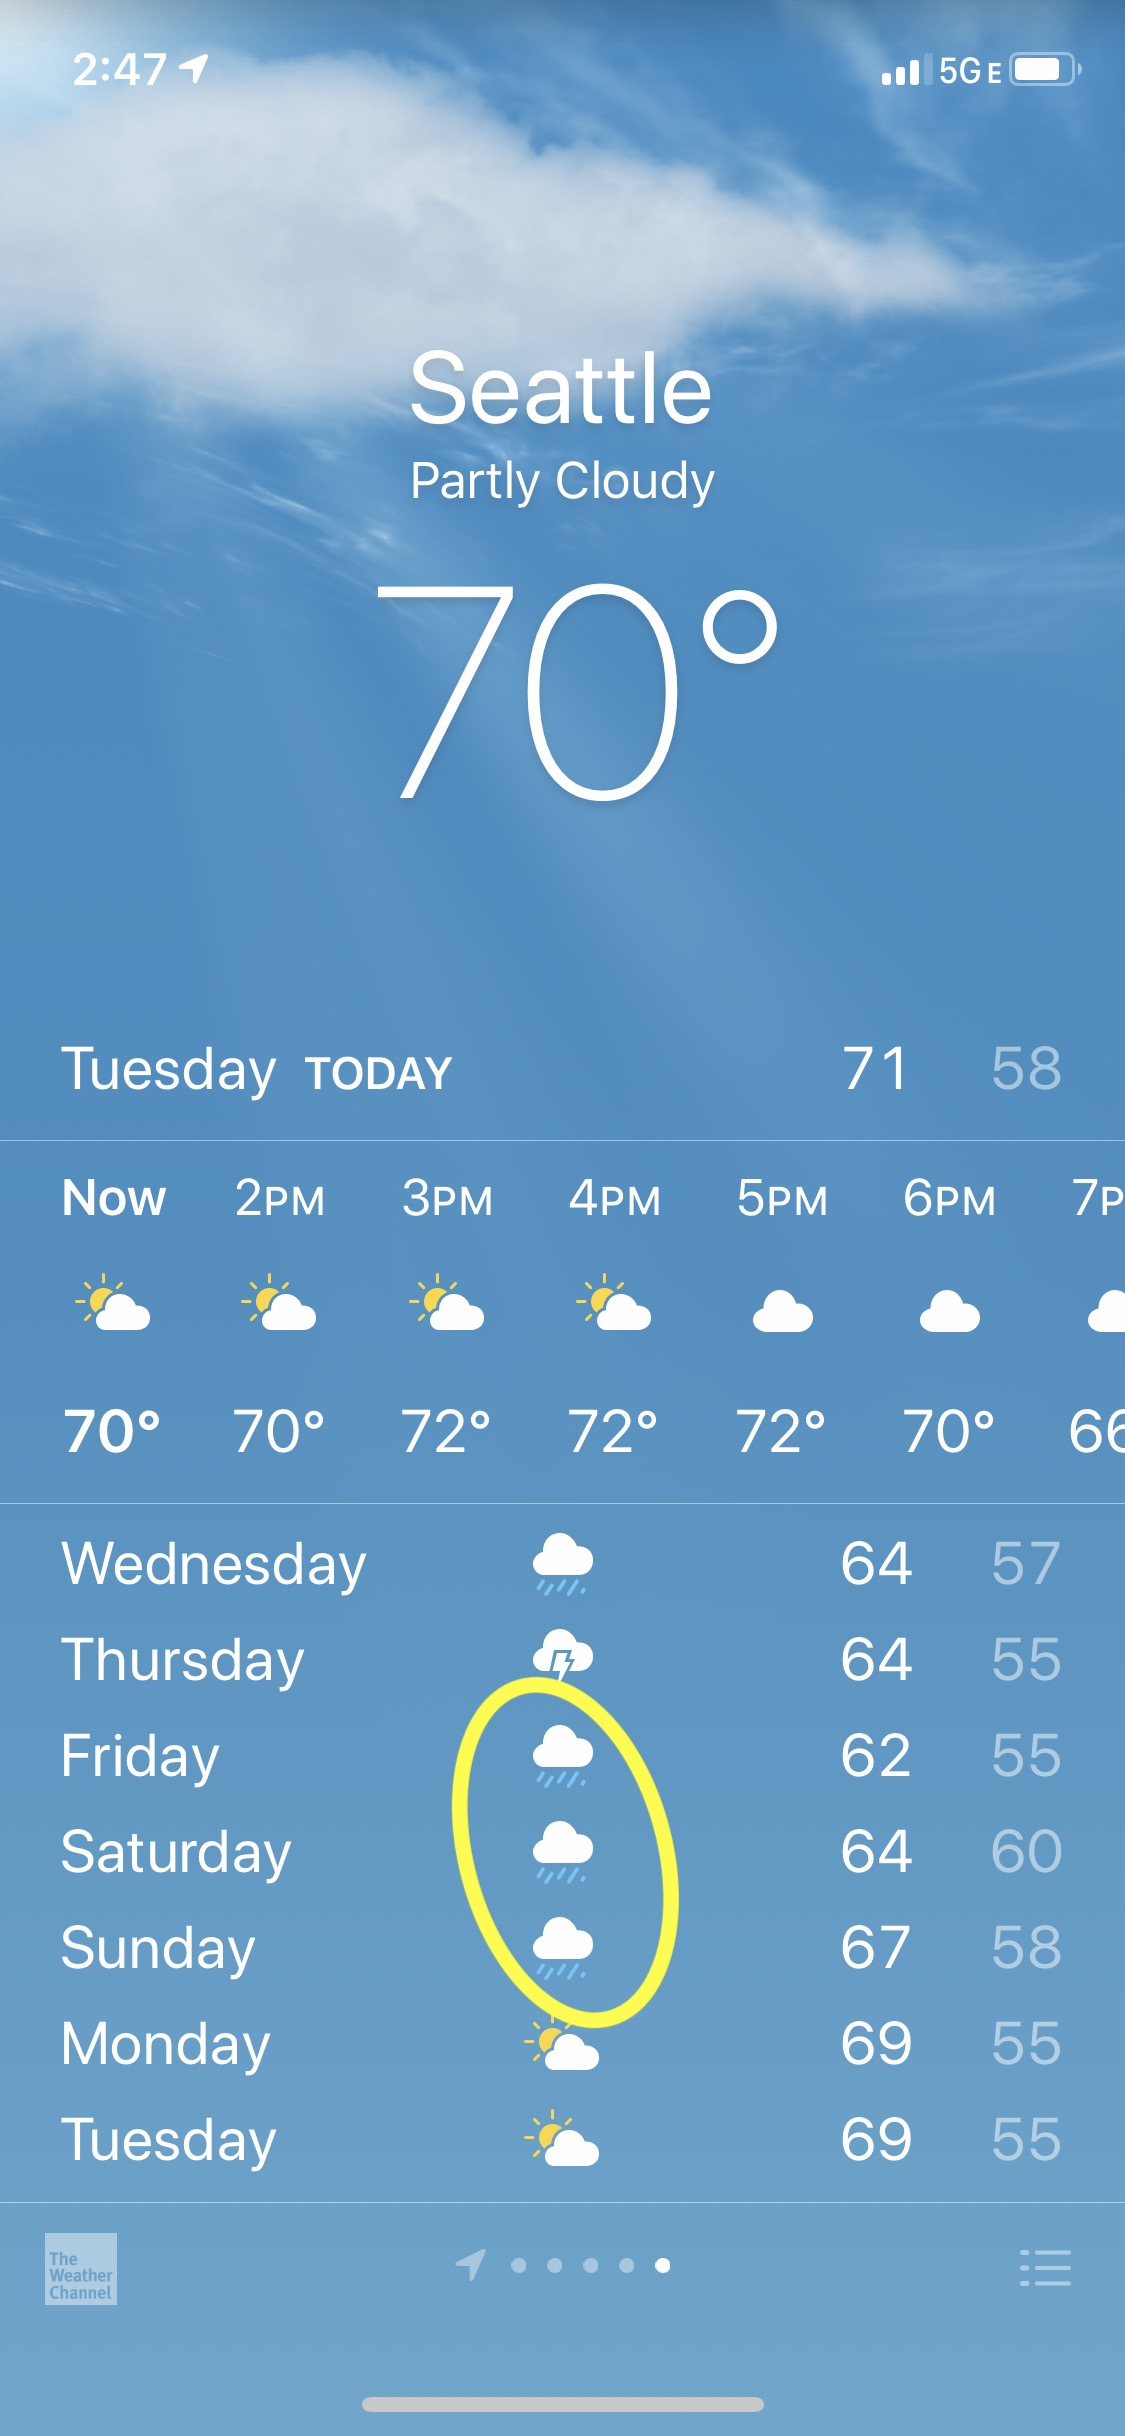 2:47 5G E
Seattle
Partly Cloudy
70°
Tuesday TODAY 71 58
Now 2PM 3PM 4PM 5PM 6PM 7P
70° 70° 72° 72° 72° 70° 66
Wednesday 64 57
Thursday 64 55
Friday 62 55
Saturday 64 60
Sunday 67 58
Monday 69 55
Tuesday 69 55
The
Weather
Channel